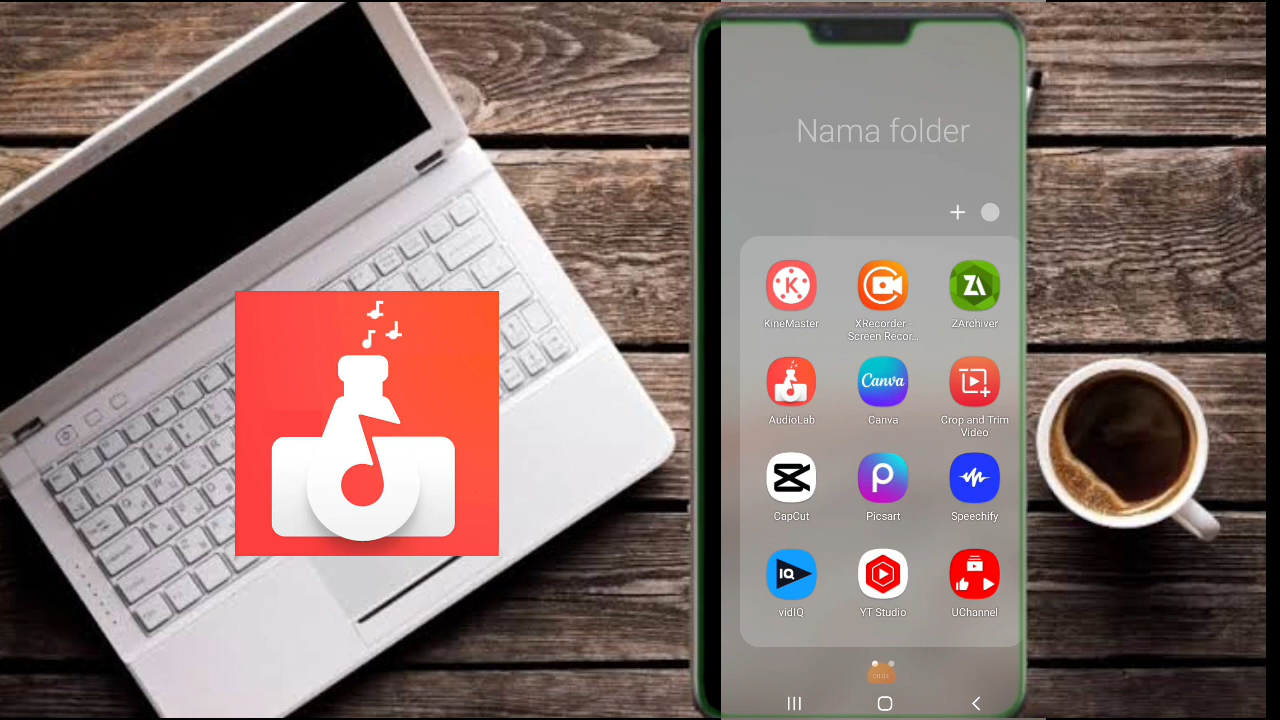 Nama folder
KineMaster
XRecorder -
Screen Recor...
ZArchiver
AudioLab
Canva
Canva
Crop and Trim
Video
CapCut
Picsart
Speechify
IQ
vidIQ
YT Studio
UChannel